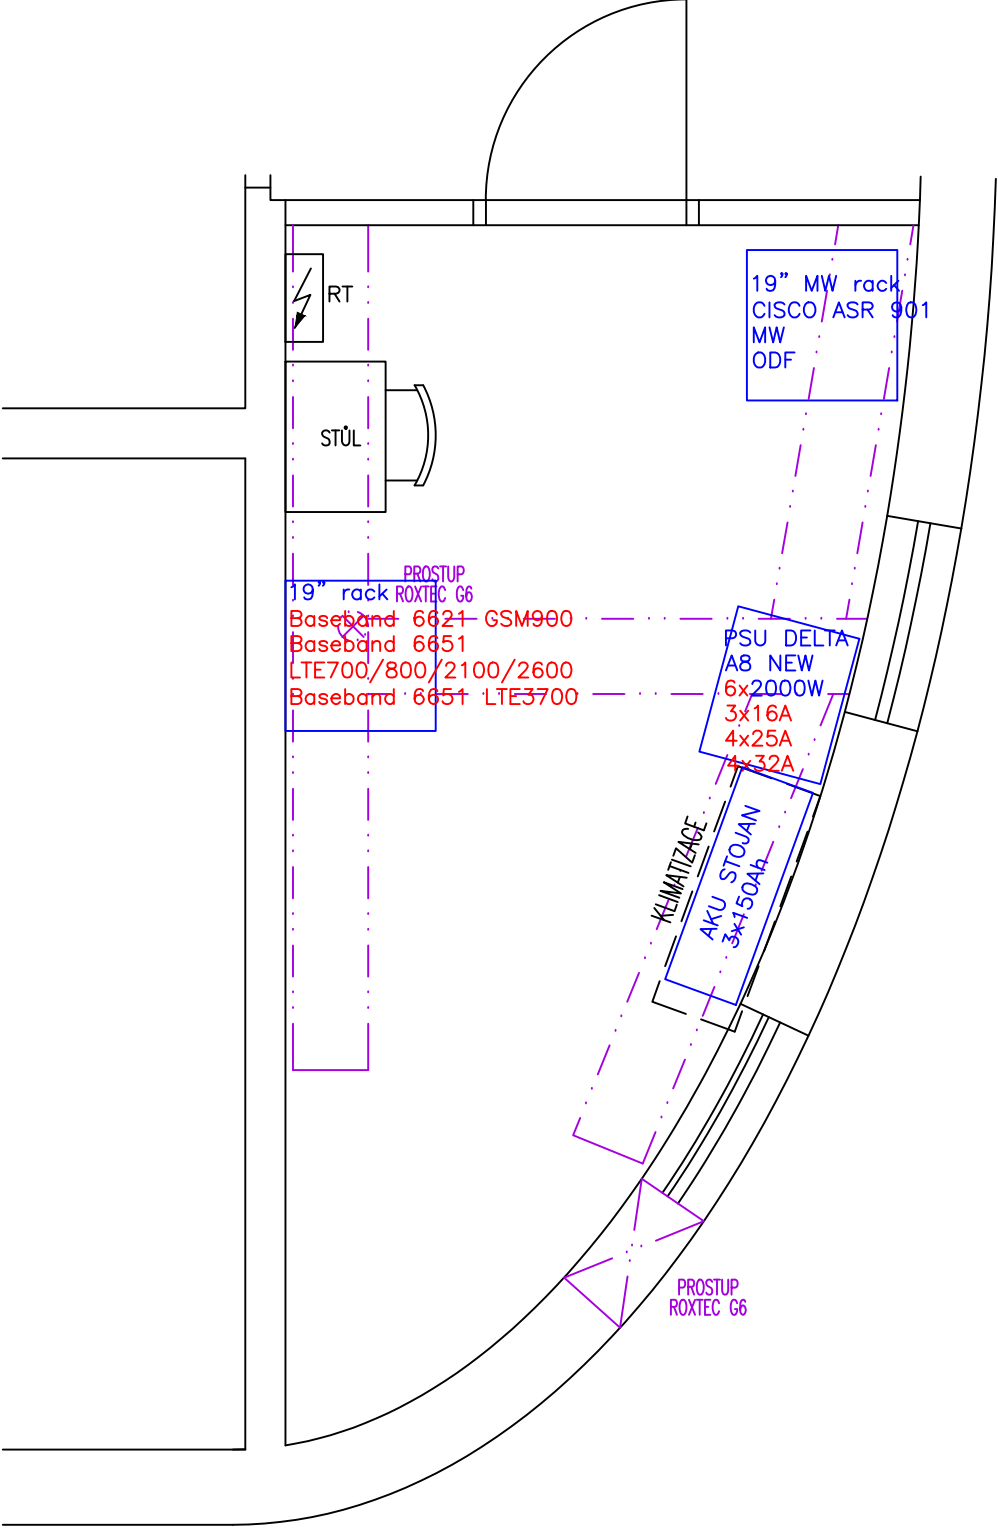 19" MW rack
CISCO ASR 901
MW
ODF
RT
STŮL
PROSTUP
ROXTEC G6
19" rack
Baseband 6621 GSM900
Baseband 6651
LTE700/800/2100/2600
Baseband 6651 LTE3700
PSU DELTA
A8 NEW
6x2000W
3x16A
4x25A
4x32A
KLIMATIZACE
AKU STOJAN
3x150Ah
PROSTUP
ROXTEC G6